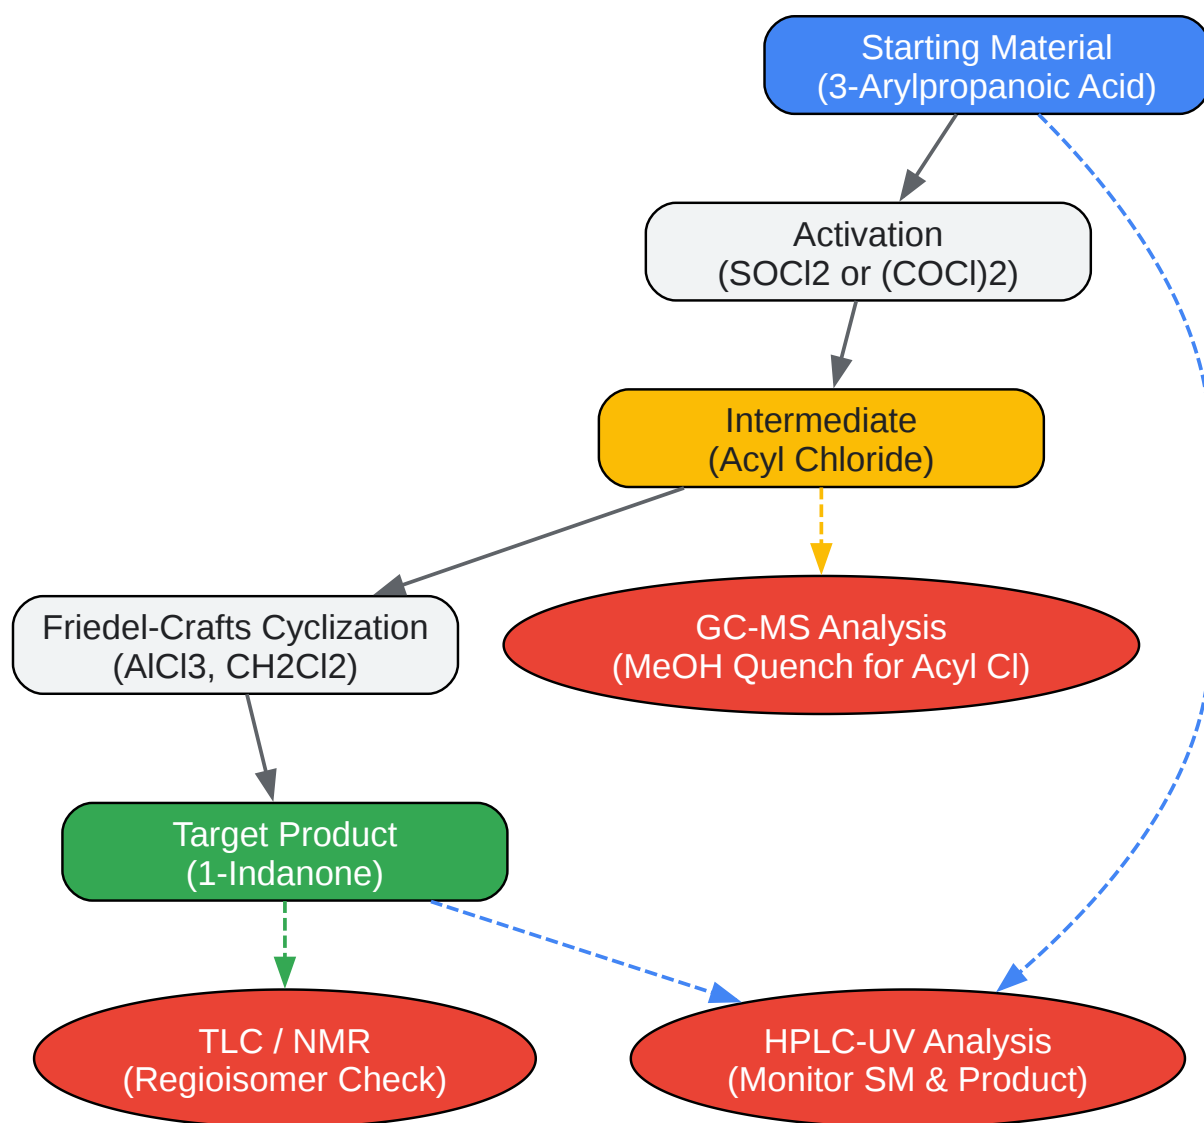 Starting Material
(3-Arylpropanoic Acid)
Activation
(SOCl2 or (COCl)2)
Intermediate
(Acyl Chloride)
Friedel-Crafts Cyclization
(AlCl3, CH2Cl2)
GC-MS Analysis
(MeOH Quench for Acyl Cl)
Target Product
(1-Indanone)
TLC / NMR
(Regioisomer Check)
HPLC-UV Analysis
(Monitor SM & Product)